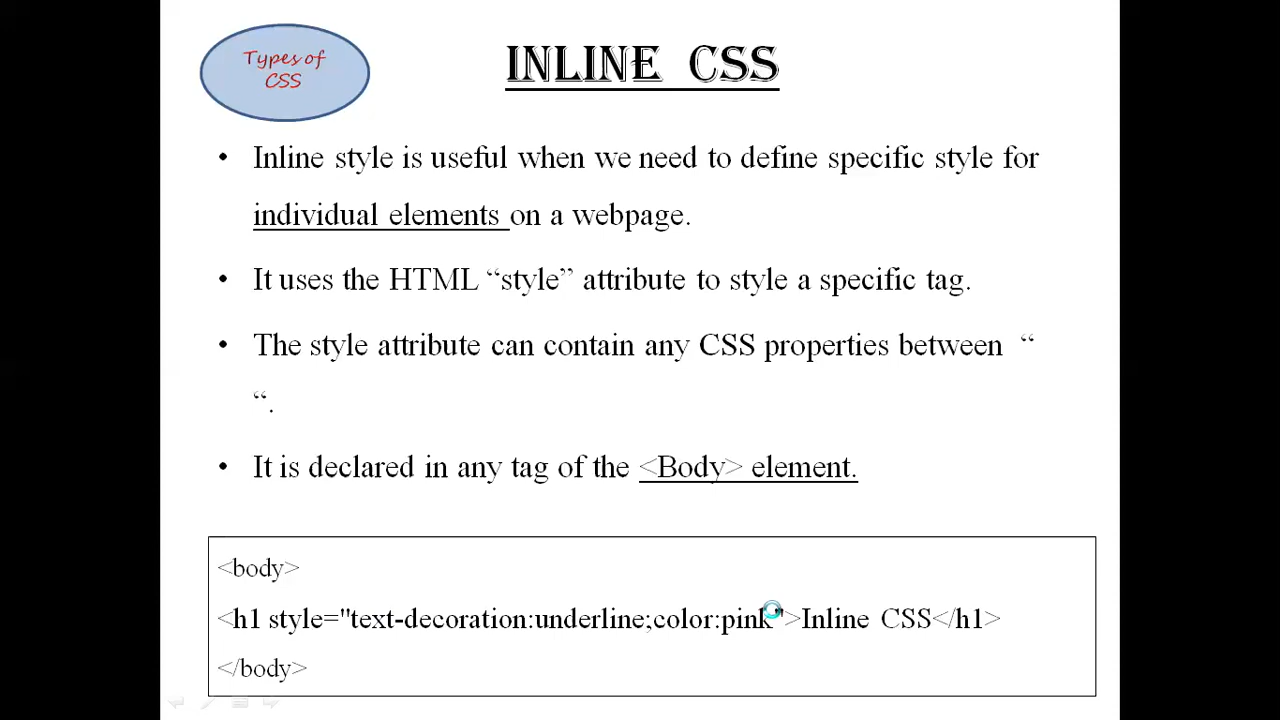 Types of
CSS
INLINE CSS
• Inline style is useful when we need to define specific style for
individual elements on a webpage.
• It uses the HTML “style” attribute to style a specific tag.
• The style attribute can contain any CSS properties between “
“.
• It is declared in any tag of the <Body> element.
<body>
<h1 style="text-decoration:underline;color:pink">Inline CSS</h1>
</body>